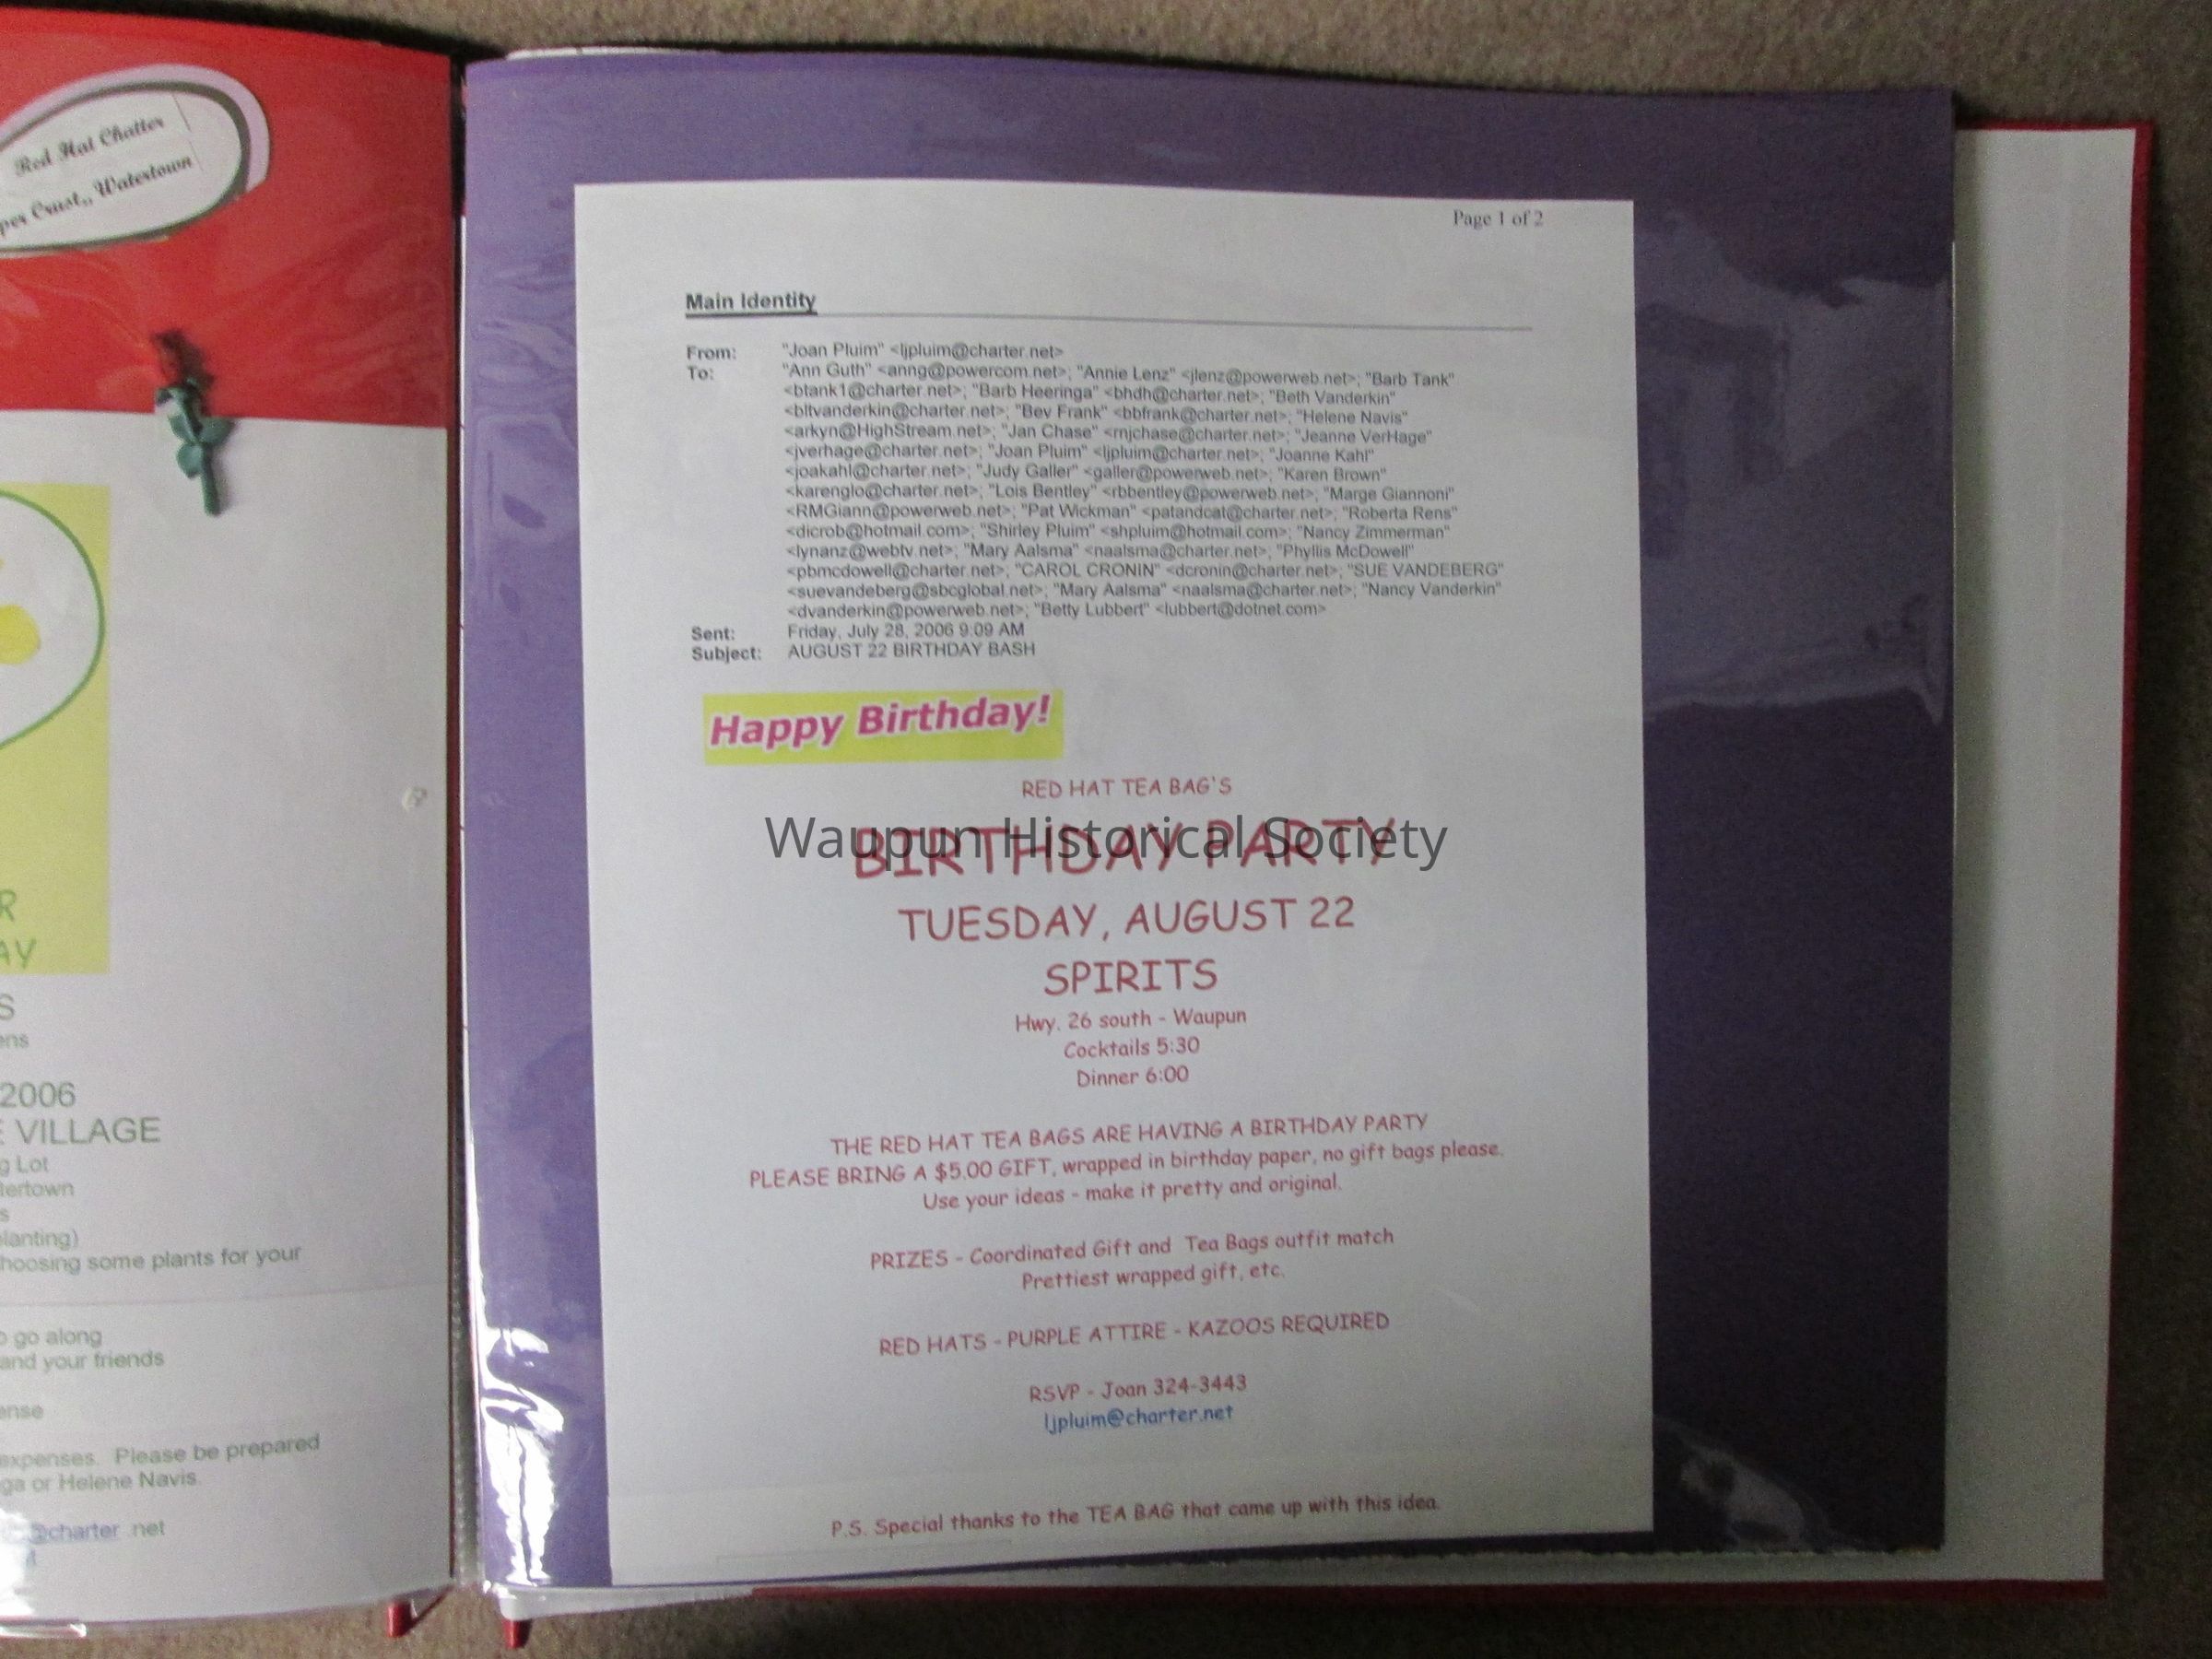 Red Hat Chatter
per Crust,, Watertown
R
AY
S
ens
2006
E VILLAGE
g Lot
tertown
s
lanting)
hoosing some plants for your
o go along
and your friends
ense
expenses. Please be prepared
ga or Helene Navis.
@charter .net
Page 1 of 2
Main Identity
From: "Joan Pluim" <ljpluim@charter.net>
To: "Ann Guth" <anng@powercom.net>; "Annie Lenz" <jlenz@powerweb.net>; "Barb Tank"
<btank1@charter.net>; "Barb Heeringa" <bhdh@charter.net>; "Beth Vanderkin"
<bltvanderkin@charter.net>; "Bev Frank" <bbfrank@charter.net>; "Helene Navis"
<arkyn@HighStream.net>; "Jan Chase" <rnjchase@charter.net>; "Jeanne VerHage"
<jverhage@charter.net>; "Joan Pluim" <ljpluim@charter.net>; "Joanne Kahl"
<joakahl@charter.net>; "Judy Galler" <galler@powerweb.net>; "Karen Brown"
<karenglo@charter.net>; "Lois Bentley" <rbbentley@powerweb.net>; "Marge Giannoni"
<RMGiann@powerweb.net>; "Pat Wickman" <patandcat@charter.net>; "Roberta Rens"
<dicrob@hotmail.com>; "Shirley Pluim" <shpluim@hotmail.com>; "Nancy Zimmerman"
<lynanz@webtv.net>; "Mary Aalsma" <naalsma@charter.net>; "Phyllis McDowell"
<pbmcdowell@charter.net>; "CAROL CRONIN" <dcronin@charter.net>; "SUE VANDEBERG"
<suevandeberg@sbcglobal.net>; "Mary Aalsma" <naalsma@charter.net>; "Nancy Vanderkin"
<dvanderkin@powerweb.net>; "Betty Lubbert" <lubbert@dotnet.com>
Sent: Friday, July 28, 2006 9:09 AM
Subject: AUGUST 22 BIRTHDAY BASH
Happy Birthday!
RED HAT TEA BAG'S
BIRTHDAY PARTY
Waupun Historical Society
TUESDAY, AUGUST 22
SPIRITS
Hwy. 26 south - Waupun
Cocktails 5:30
Dinner 6:00
THE RED HAT TEA BAGS ARE HAVING A BIRTHDAY PARTY
PLEASE BRING A $5.00 GIFT, wrapped in birthday paper, no gift bags please.
Use your ideas - make it pretty and original.
PRIZES - Coordinated Gift and Tea Bags outfit match
Prettiest wrapped gift, etc.
RED HATS - PURPLE ATTIRE - KAZOOS REQUIRED
RSVP - Joan 324-3443
ljpluim@charter.net
P.S. Special thanks to the TEA BAG that came up with this idea.